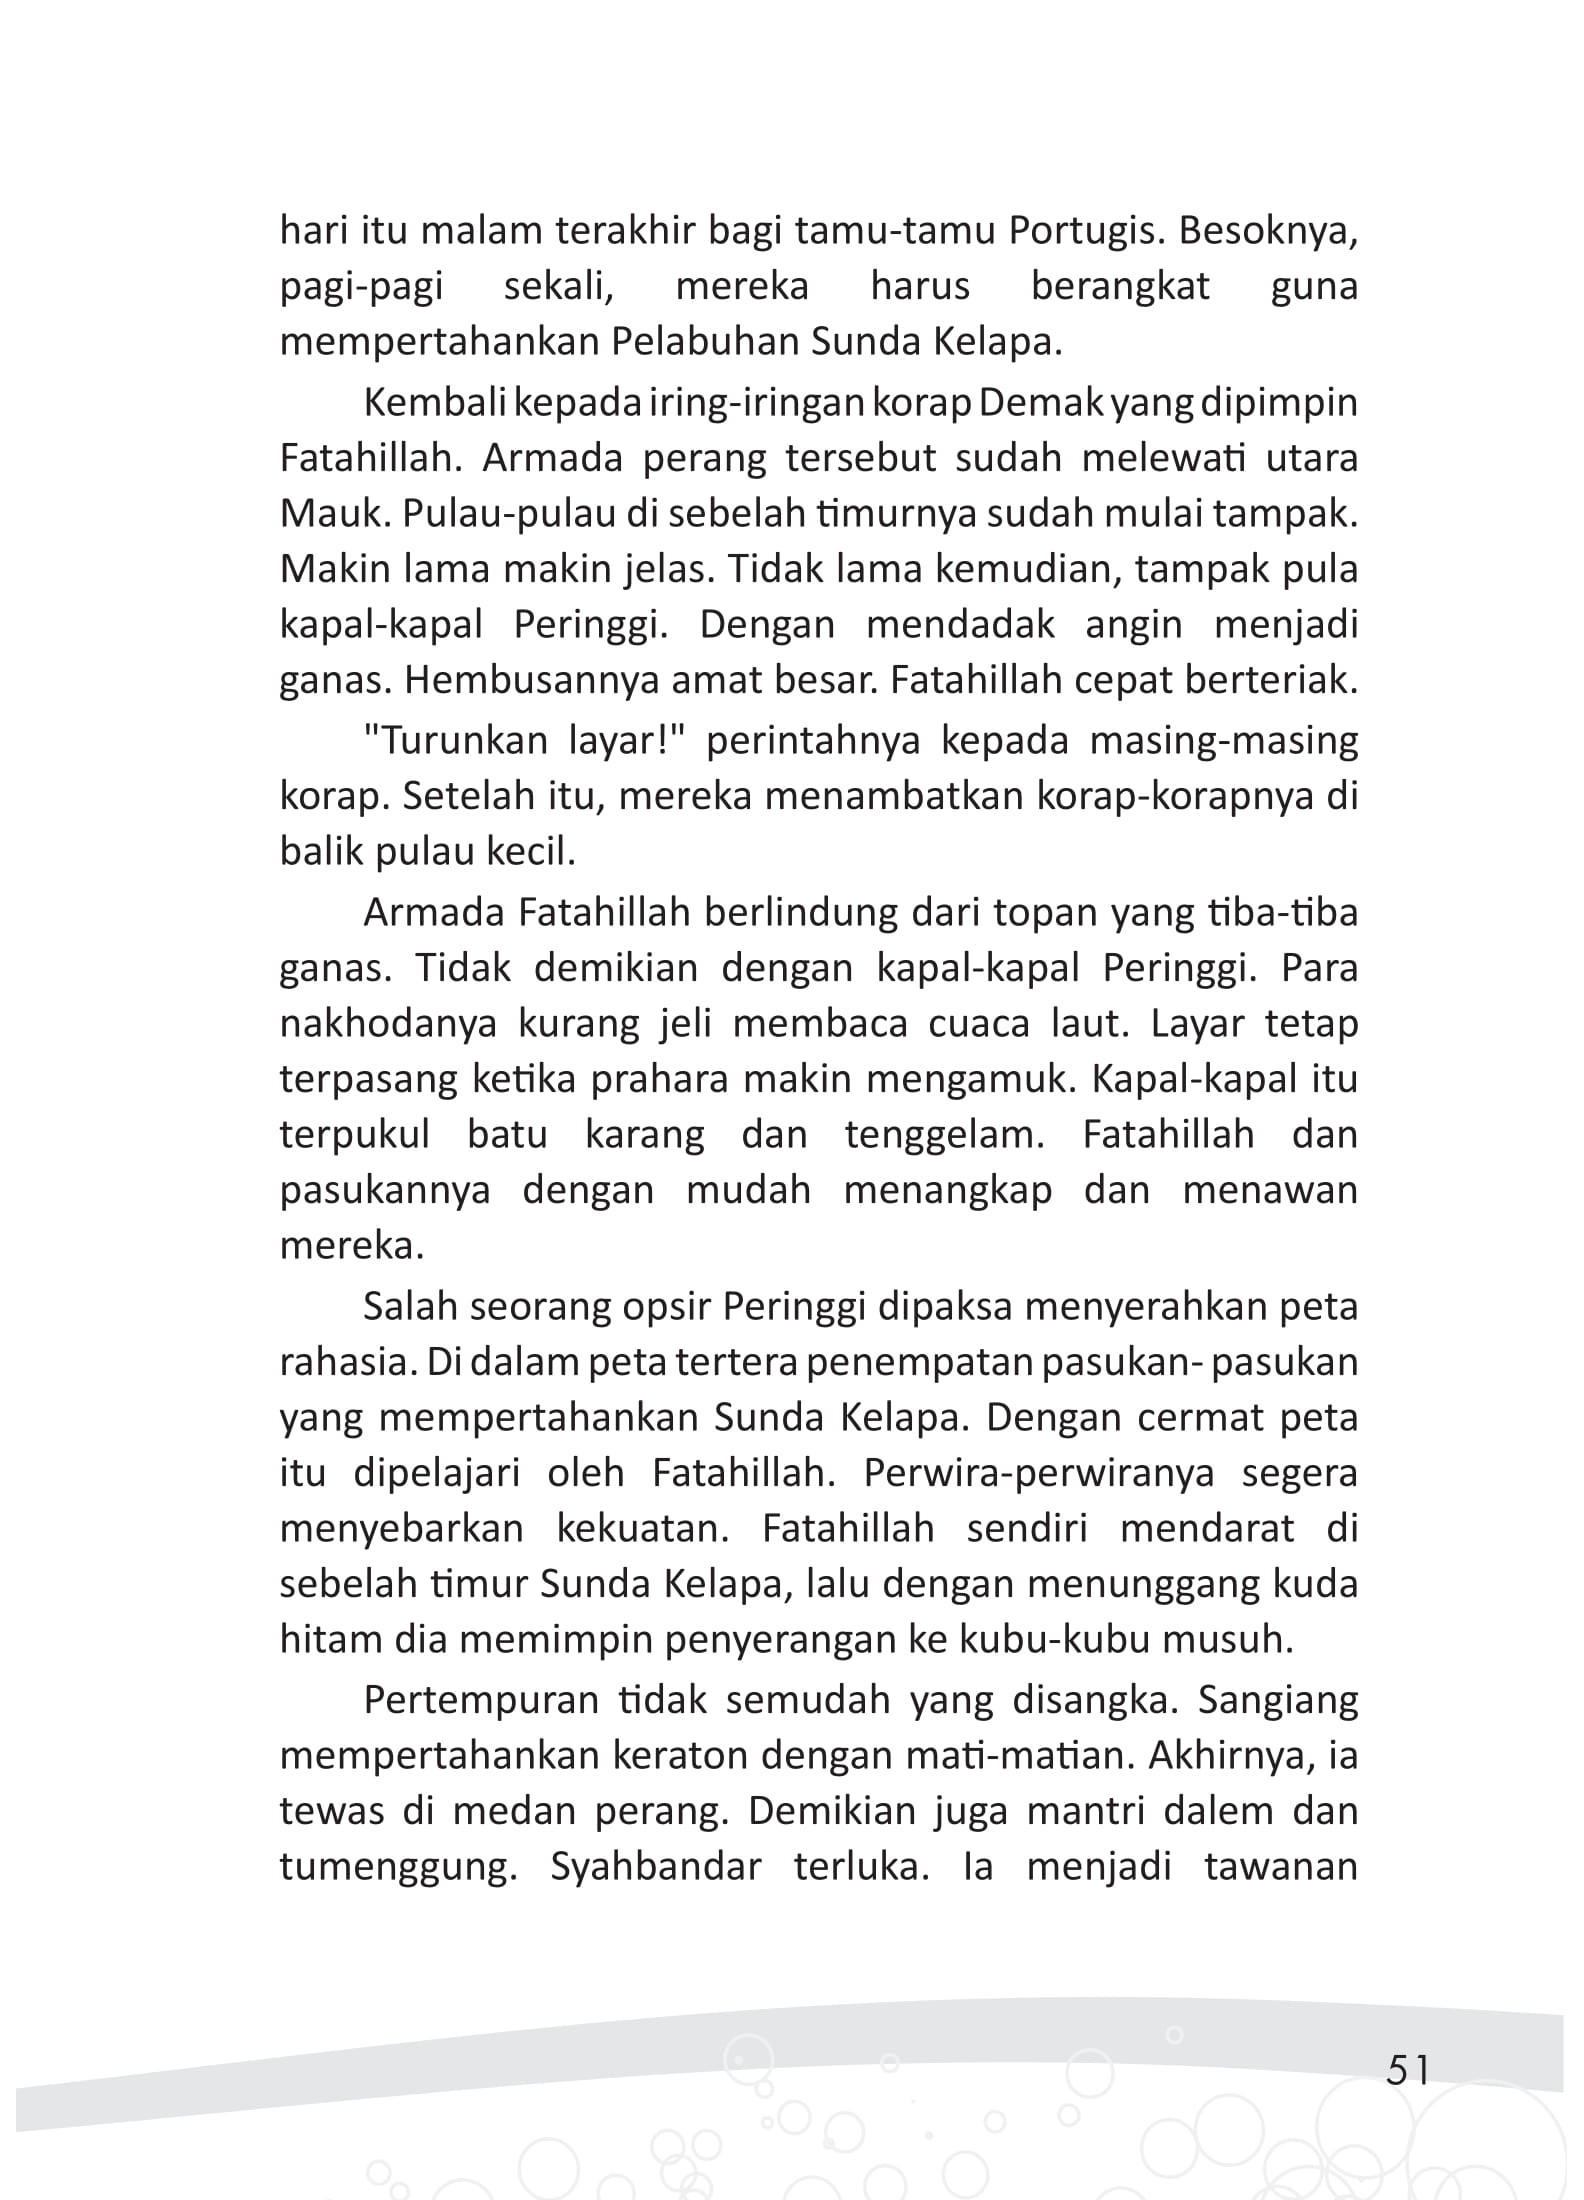 hari itu malam terakhir bagi tamu-tamu Portugis. Besoknya,
pagi-pagi sekali, mereka harus berangkat guna
mempertahankan Pelabuhan Sunda Kelapa.
Kembali kepada iring-iringan korap Demak yang dipimpin
Fatahillah. Armada perang tersebut sudah melewati utara
Mauk. Pulau-pulau di sebelah timurnya sudah mulai tampak.
Makin lama makin jelas. Tidak lama kemudian, tampak pula
kapal-kapal Peringgi. Dengan mendadak angin menjadi
ganas. Hembusannya amat besar. Fatahillah cepat berteriak.
"Turunkan layar!" perintahnya kepada masing-masing
korap. Setelah itu, mereka menambatkan korap-korapnya di
balik pulau kecil.
Armada Fatahillah berlindung dari topan yang tiba-tiba
ganas. Tidak demikian dengan kapal-kapal Peringgi. Para
nakhodanya kurang jeli membaca cuaca laut. Layar tetap
terpasang ketika prahara makin mengamuk. Kapal-kapal itu
terpukul batu karang dan tenggelam. Fatahillah dan
pasukannya dengan mudah menangkap dan menawan
mereka.
Salah seorang opsir Peringgi dipaksa menyerahkan peta
rahasia. Di dalam peta tertera penempatan pasukan- pasukan
yang mempertahankan Sunda Kelapa. Dengan cermat peta
itu dipelajari oleh Fatahillah. Perwira-perwiranya segera
menyebarkan kekuatan. Fatahillah sendiri mendarat di
sebelah timur Sunda Kelapa, lalu dengan menunggang kuda
hitam dia memimpin penyerangan ke kubu-kubu musuh.
Pertempuran tidak semudah yang disangka. Sangiang
mempertahankan keraton dengan mati-matian. Akhirnya, ia
tewas di medan perang. Demikian juga mantri dalem dan
tumenggung. Syahbandar terluka. Ia menjadi tawanan
51